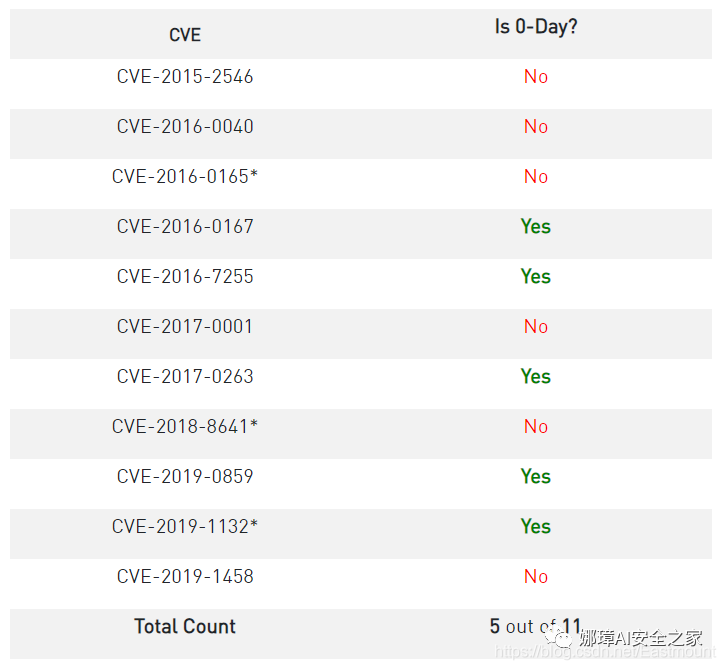 CVE Is 0-Day?
CVE-2015-2546 No
CVE-2016-0040 No
CVE-2016-0165* No
CVE-2016-0167 Yes
CVE-2016-7255 Yes
CVE-2017-0001 No
CVE-2017-0263 Yes
CVE-2018-8641* No
CVE-2019-0859 Yes
CVE-2019-1132* Yes
CVE-2019-1458 No
Total Count 5 out of 11
娜璋AI安全之家
https://blog.csdn.net/Eastmount